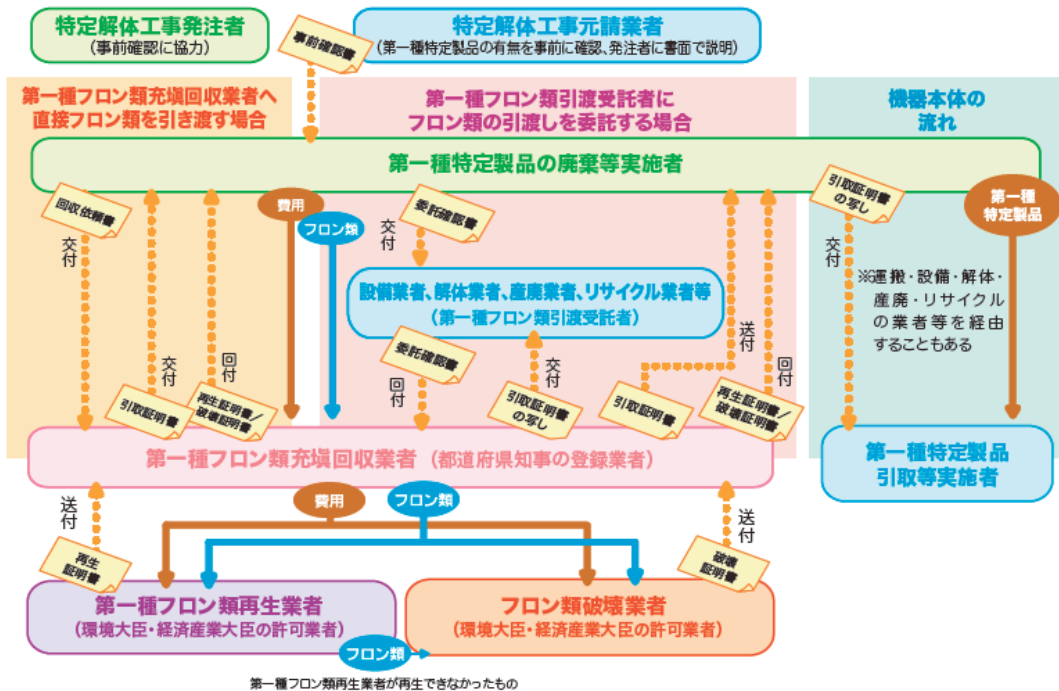 特定解体工事発注者
(事前確認に協力)
事前確認書
特定解体工事元請業者
(第一種特定製品の有無を事前に確認、発注者に書面で説明)
第一種フロン類充塡回収業者へ
直接フロン類を引き渡す場合
第一種フロン類引渡受託者に
フロン類の引渡しを委託する場合
機器本体の
流れ
第一種特定製品の廃棄等実施者
回収依頼書
交付
費用
フロン類
委託確認書
交付
引取証明書
の写し
交付
第一種
特定製品
設備業者、解体業者、産廃業者、リサイクル業者等
(第一種フロン類引渡受託者)
※運搬・設備・解体・
産廃・リサイクル
の業者等を経由
することもある
交付
引取証明書
回付
再生証明書/
破壊証明書
委託確認書
回付
交付
引取証明書
の写し
送付
引取証明書
回付
再生証明書/
破壊証明書
第一種フロン類充塡回収業者(都道府県知事の登録業者)
第一種特定製品
引取等実施者
送付
再生
証明書
費用
フロン類
送付
破壊
証明書
第一種フロン類再生業者
(環境大臣・経済産業大臣の許可業者)
フロン類破壊業者
(環境大臣・経済産業大臣の許可業者)
フロン類
第一種フロン類再生業者が再生できなかったもの